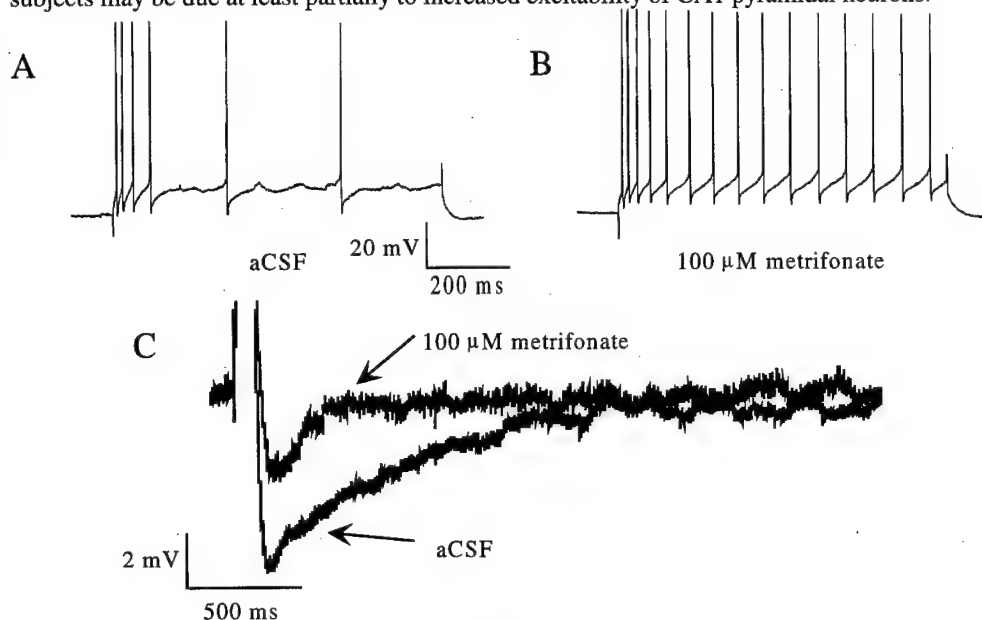 subjects may be due at least partially to increased excitability of CA1 pyramidal neurons.
A
B
20 mV
aCSF
200 ms
100 μM metrifonate
C
100 μM metrifonate
aCSF
2 mV
500 ms